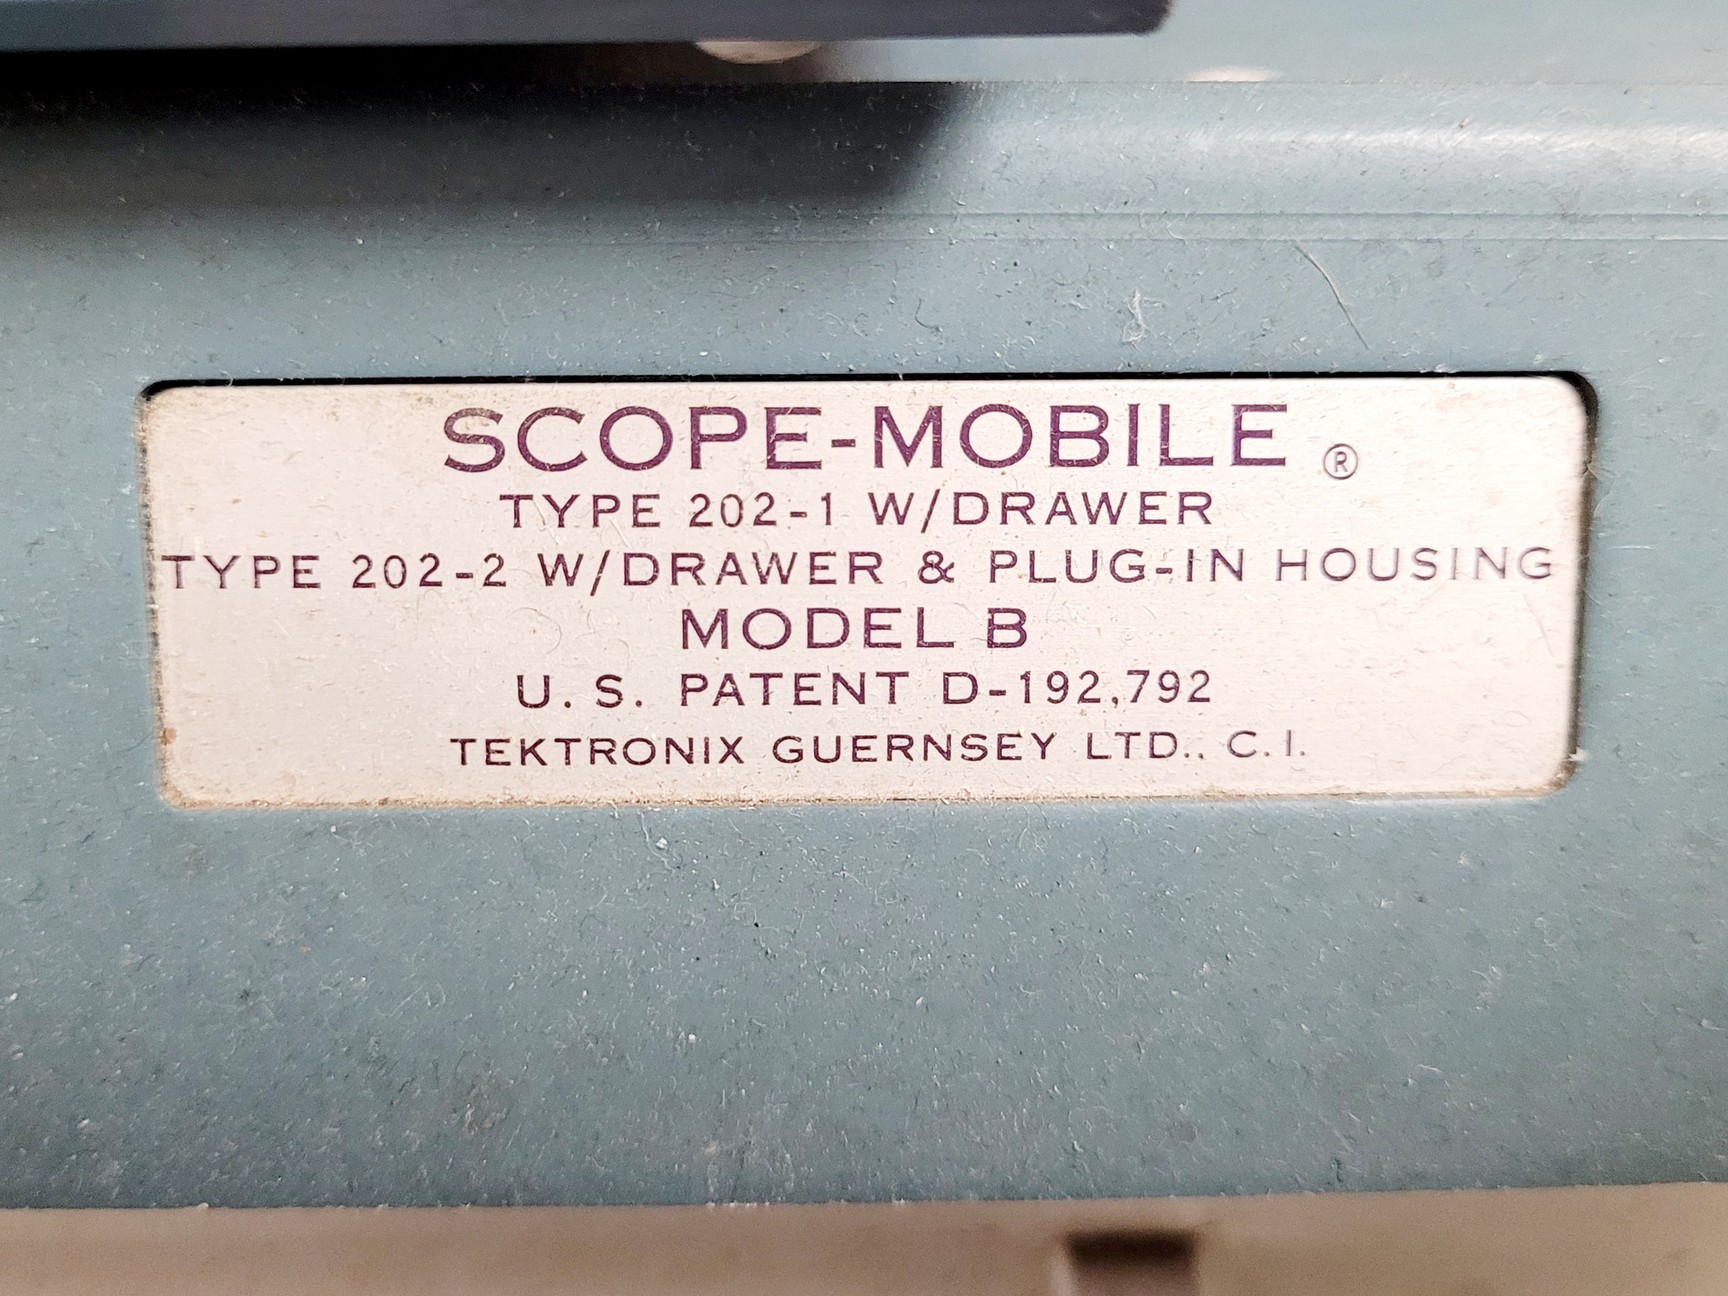 SCOPE-MOBILE ®
TYPE 202-1 W/DRAWER
TYPE 202-2 W/DRAWER & PLUG-IN HOUSING
MODEL B
U. S. PATENT D-192,792
TEKTRONIX GUERNSEY LTD., C. I.